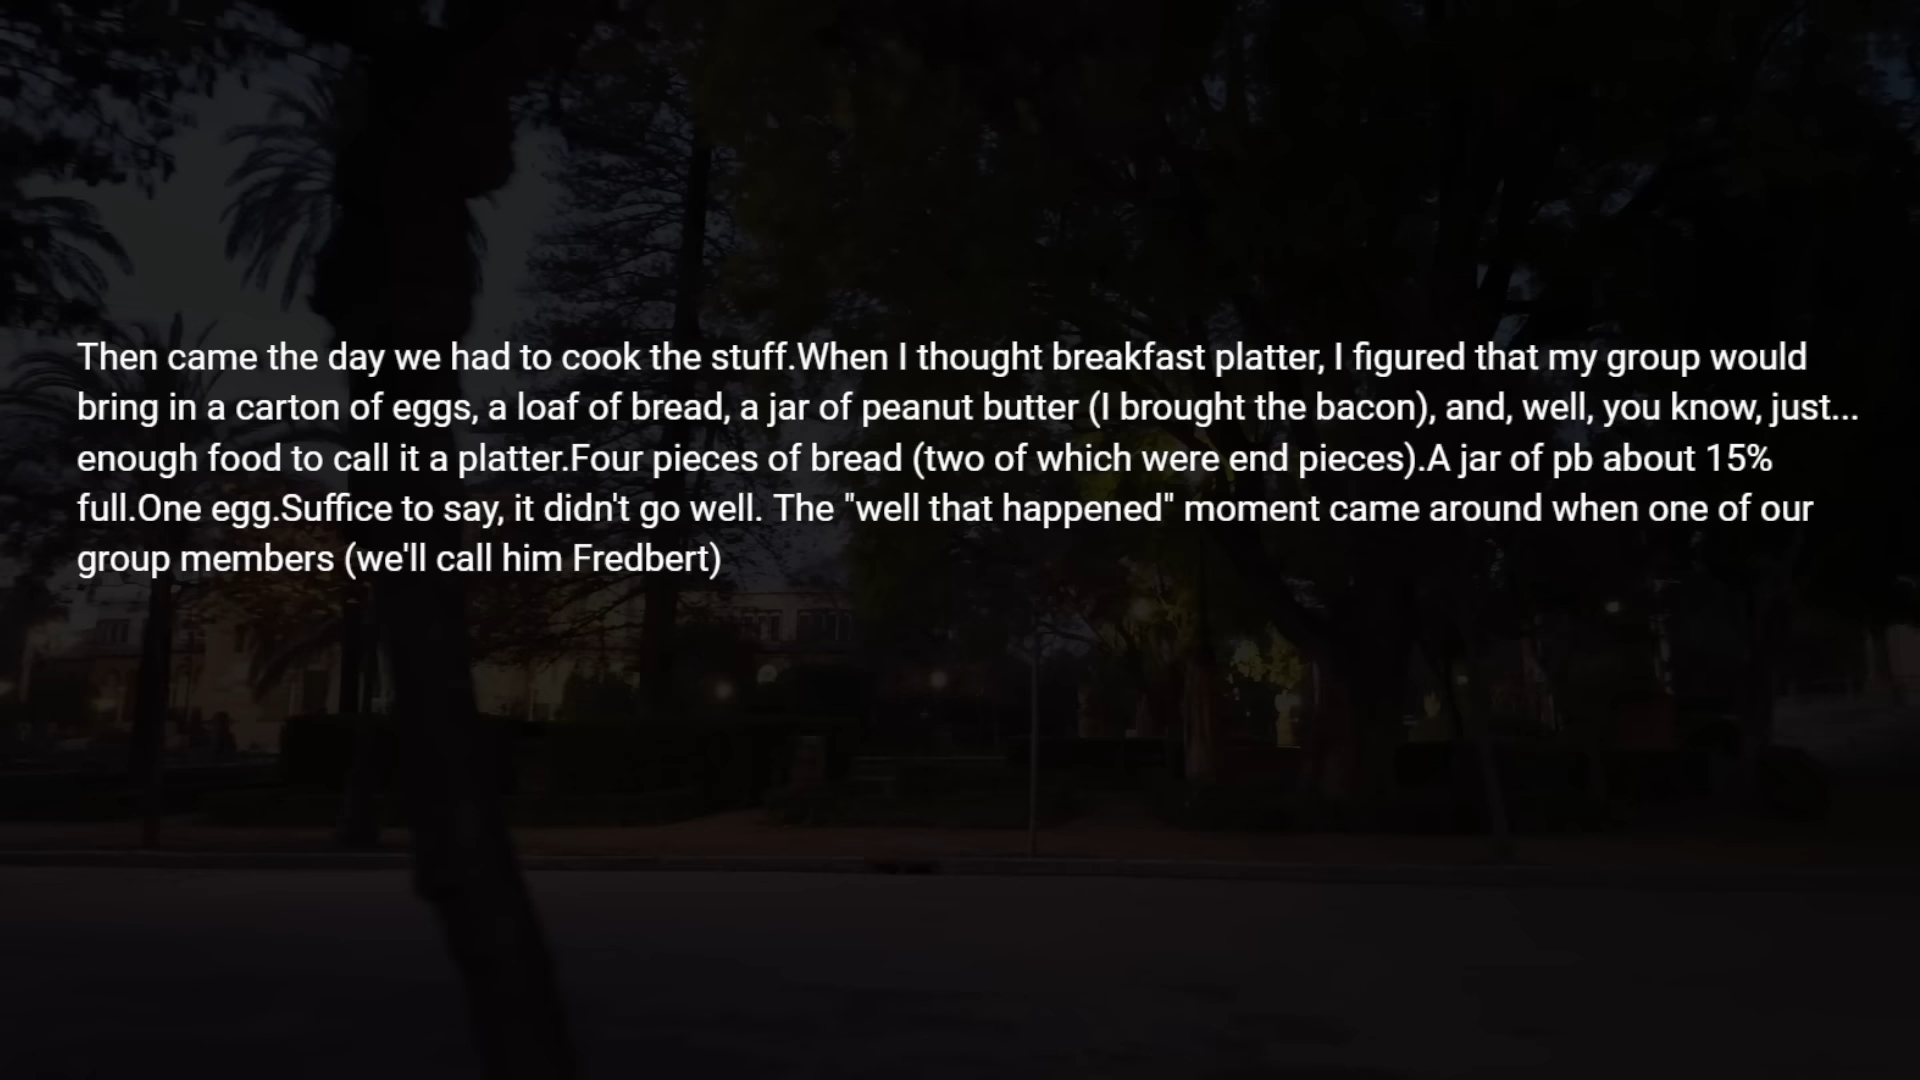 Then came the day we had to cook the stuff.When I thought breakfast platter, I figured that my group would
bring in a carton of eggs, a loaf of bread, a jar of peanut butter (I brought the bacon), and, well, you know, just...
enough food to call it a platter.Four pieces of bread (two of which were end pieces).A jar of pb about 15%
full.One egg.Suffice to say, it didn't go well. The "well that happened" moment came around when one of our
group members (we'll call him Fredbert)